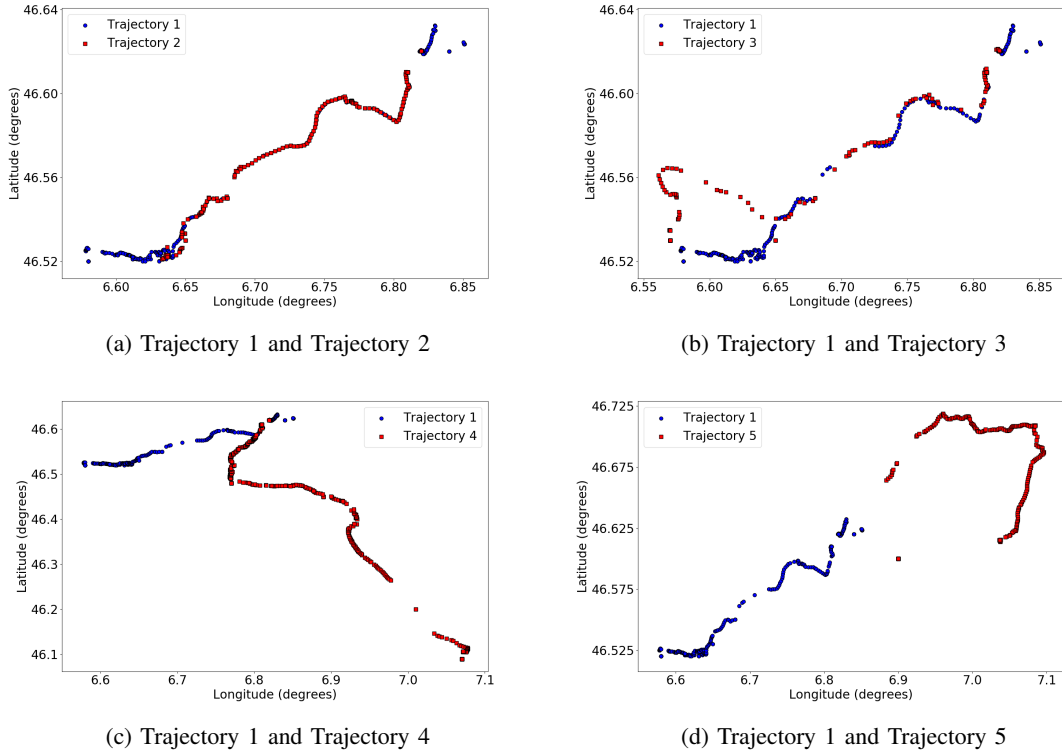 46.64
46.60
46.56
46.52
Latitude (degrees)
Trajectory 1
Trajectory 2
6.60 6.65 6.70 6.75 6.80 6.85
Longitude (degrees)
(a) Trajectory 1 and Trajectory 2
46.64
46.60
46.56
46.52
Latitude (degrees)
Trajectory 1
Trajectory 3
6.55 6.60 6.65 6.70 6.75 6.80 6.85
Longitude (degrees)
(b) Trajectory 1 and Trajectory 3
46.6
46.5
46.4
46.3
46.2
46.1
Latitude (degrees)
Trajectory 1
Trajectory 4
6.6 6.7 6.8 6.9 7.0 7.1
Longitude (degrees)
(c) Trajectory 1 and Trajectory 4
46.725
46.675
46.625
46.575
46.525
Latitude (degrees)
Trajectory 1
Trajectory 5
6.6 6.7 6.8 6.9 7.0 7.1
Longitude (degrees)
(d) Trajectory 1 and Trajectory 5